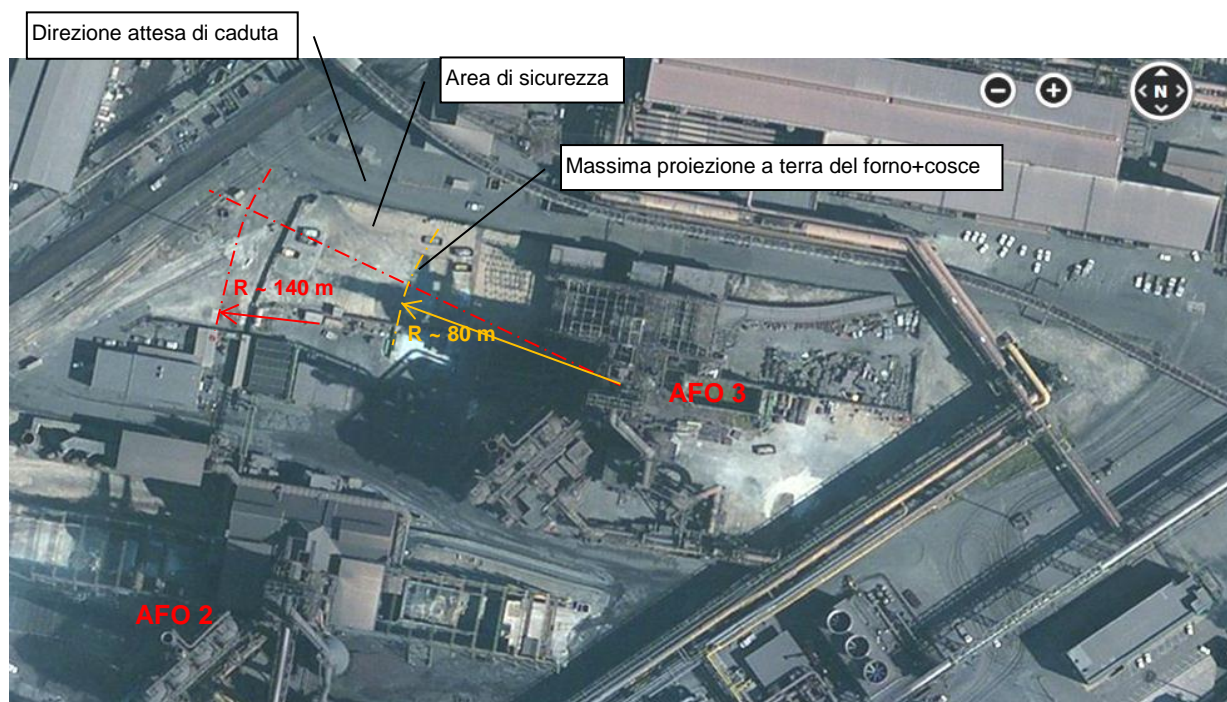 Direzione attesa di caduta
Area di sicurezza
N
Massima proiezione a terra del forno+cosce
R ~ 140 m
R ~ 80 m
AFO 3
AFO 2